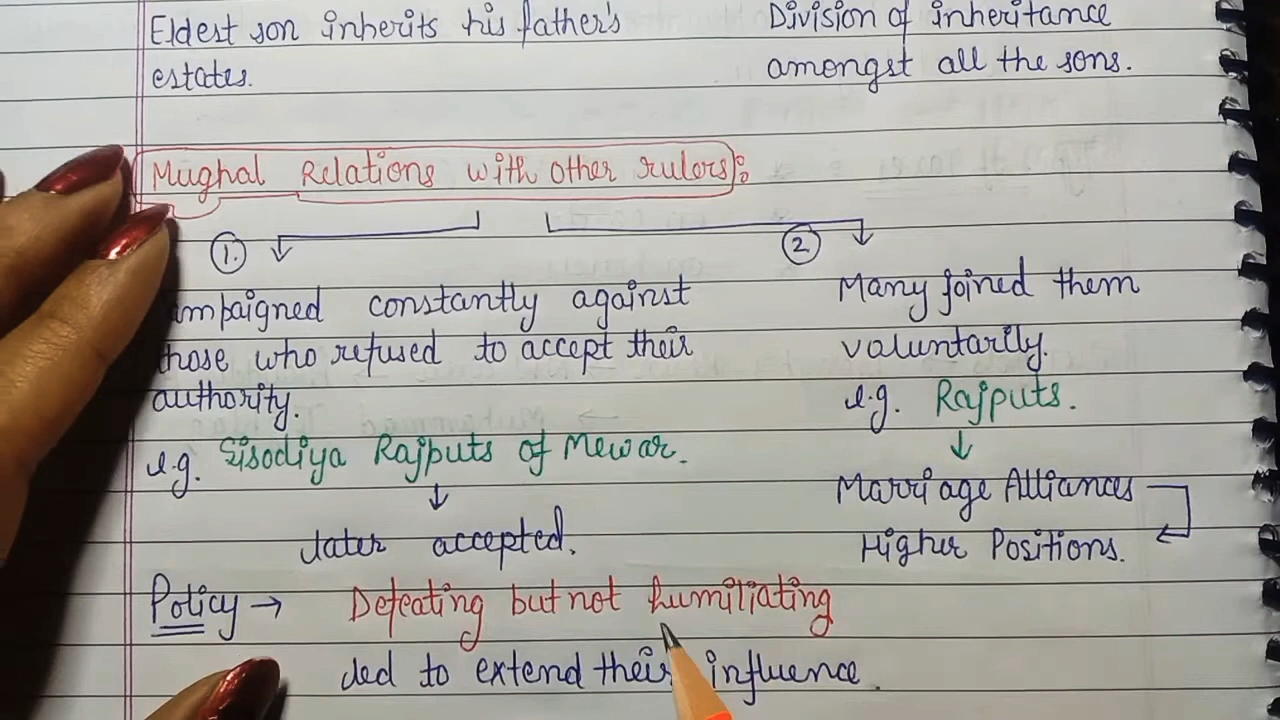 Eldest son inherits his father's
estates.
Division of inheritance
amongst all the sons.
Mughal Relations with other rulers:
1.
ampaigned constantly against
those who refused to accept their
authority.
e.g. Sisodiya Rajputs of Mewar.
↓
later accepted.
2
Many joined them
voluntarily.
e.g. Rajputs.
↓
Marriage Alliances
Higher Positions.
Policy → Defeating but not humiliating
led to extend their influence.